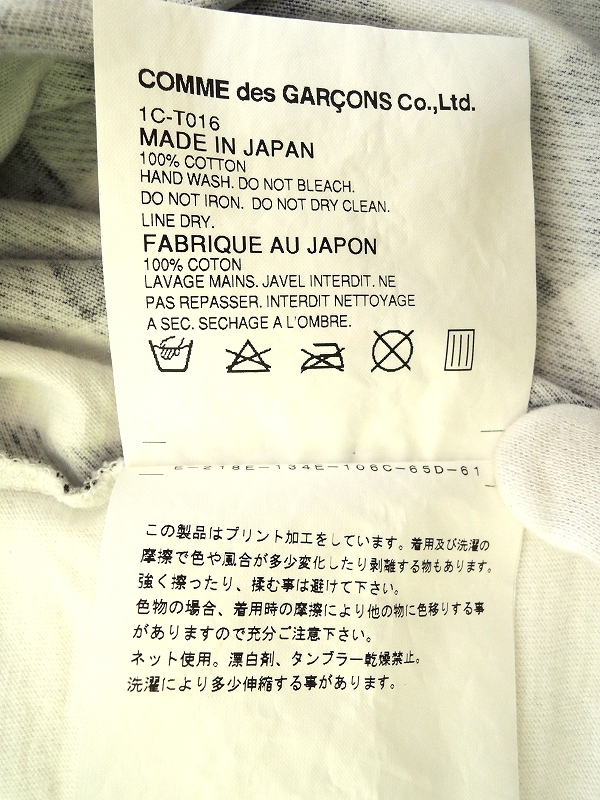 COMME des GARÇONS Co.,Ltd.
1C-T016
MADE IN JAPAN
100% COTTON
HAND WASH. DO NOT BLEACH.
DO NOT IRON. DO NOT DRY CLEAN.
LINE DRY.
FABRIQUE AU JAPON
100% COTON
LAVAGE MAINS. JAVEL INTERDIT. NE
PAS REPASSER. INTERDIT NETTOYAGE
A SEC. SECHAGE A L'OMBRE.
E-218E-134E-106C-65D-61
この製品はプリント加工をしています。着用及び洗濯の
摩擦で色や風合が多少変化したり剥離する物もあります。
強く擦ったり、揉む事は避けて下さい。
色物の場合、着用時の摩擦により他の物に色移りする事
がありますので充分ご注意下さい。
ネット使用。漂白剤、タンブラー乾燥禁止。
洗濯により多少伸縮する事があります。